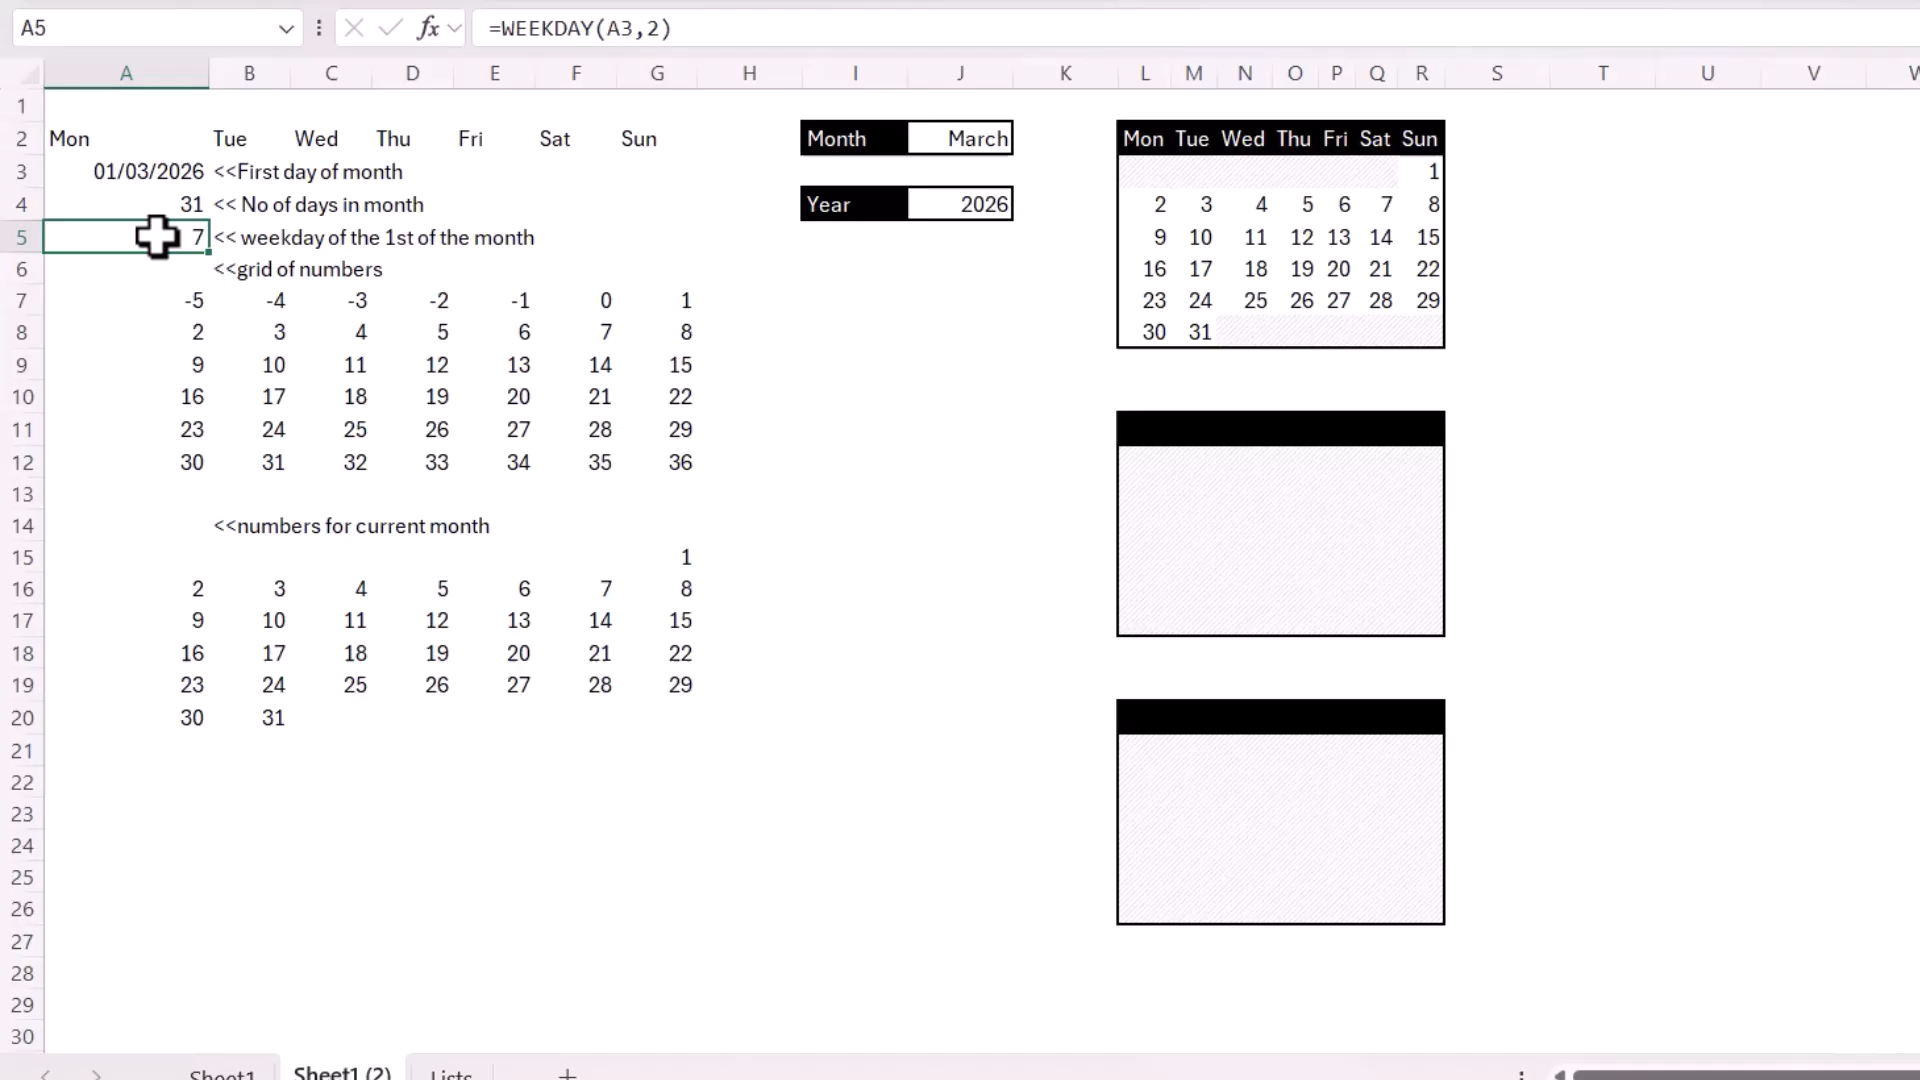 A5 fx =WEEKDAY(A3,2)
A B C D E F G H I J K L M N O P Q R S T U V W
1
2 Mon Tue Wed Thu Fri Sat Sun Month March Mon Tue Wed Thu Fri Sat Sun
3 01/03/2026 <<First day of month 1
4 31 << No of days in month Year 2026 2 3 4 5 6 7 8
5 7 << weekday of the 1st of the month 9 10 11 12 13 14 15
6 <<grid of numbers 16 17 18 19 20 21 22
7 -5 -4 -3 -2 -1 0 1 23 24 25 26 27 28 29
8 2 3 4 5 6 7 8 30 31
9 9 10 11 12 13 14 15
10 16 17 18 19 20 21 22
11 23 24 25 26 27 28 29
12 30 31 32 33 34 35 36
13
14 <<numbers for current month
15 1
16 2 3 4 5 6 7 8
17 9 10 11 12 13 14 15
18 16 17 18 19 20 21 22
19 23 24 25 26 27 28 29
20 30 31
21
22
23
24
25
26
27
28
29
30
Sheet1 Sheet1 (2) Lists